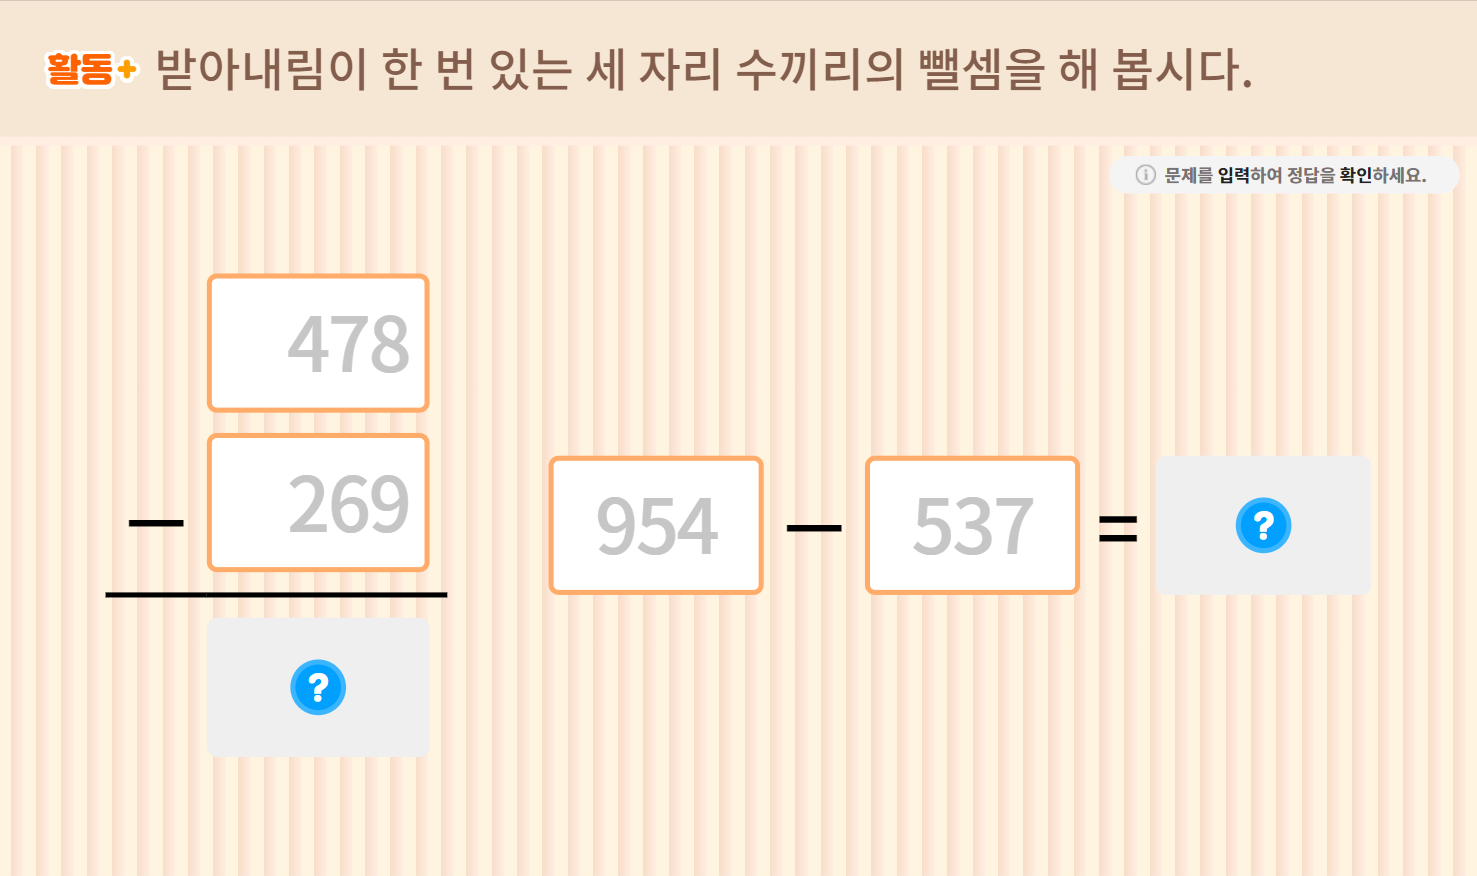 활동+ 받아내림이 한 번 있는 세 자리 수끼리의 뺄셈을 해 봅시다.
문제를 입력하여 정답을 확인하세요.
478
- 269
?
954 - 537 = ?